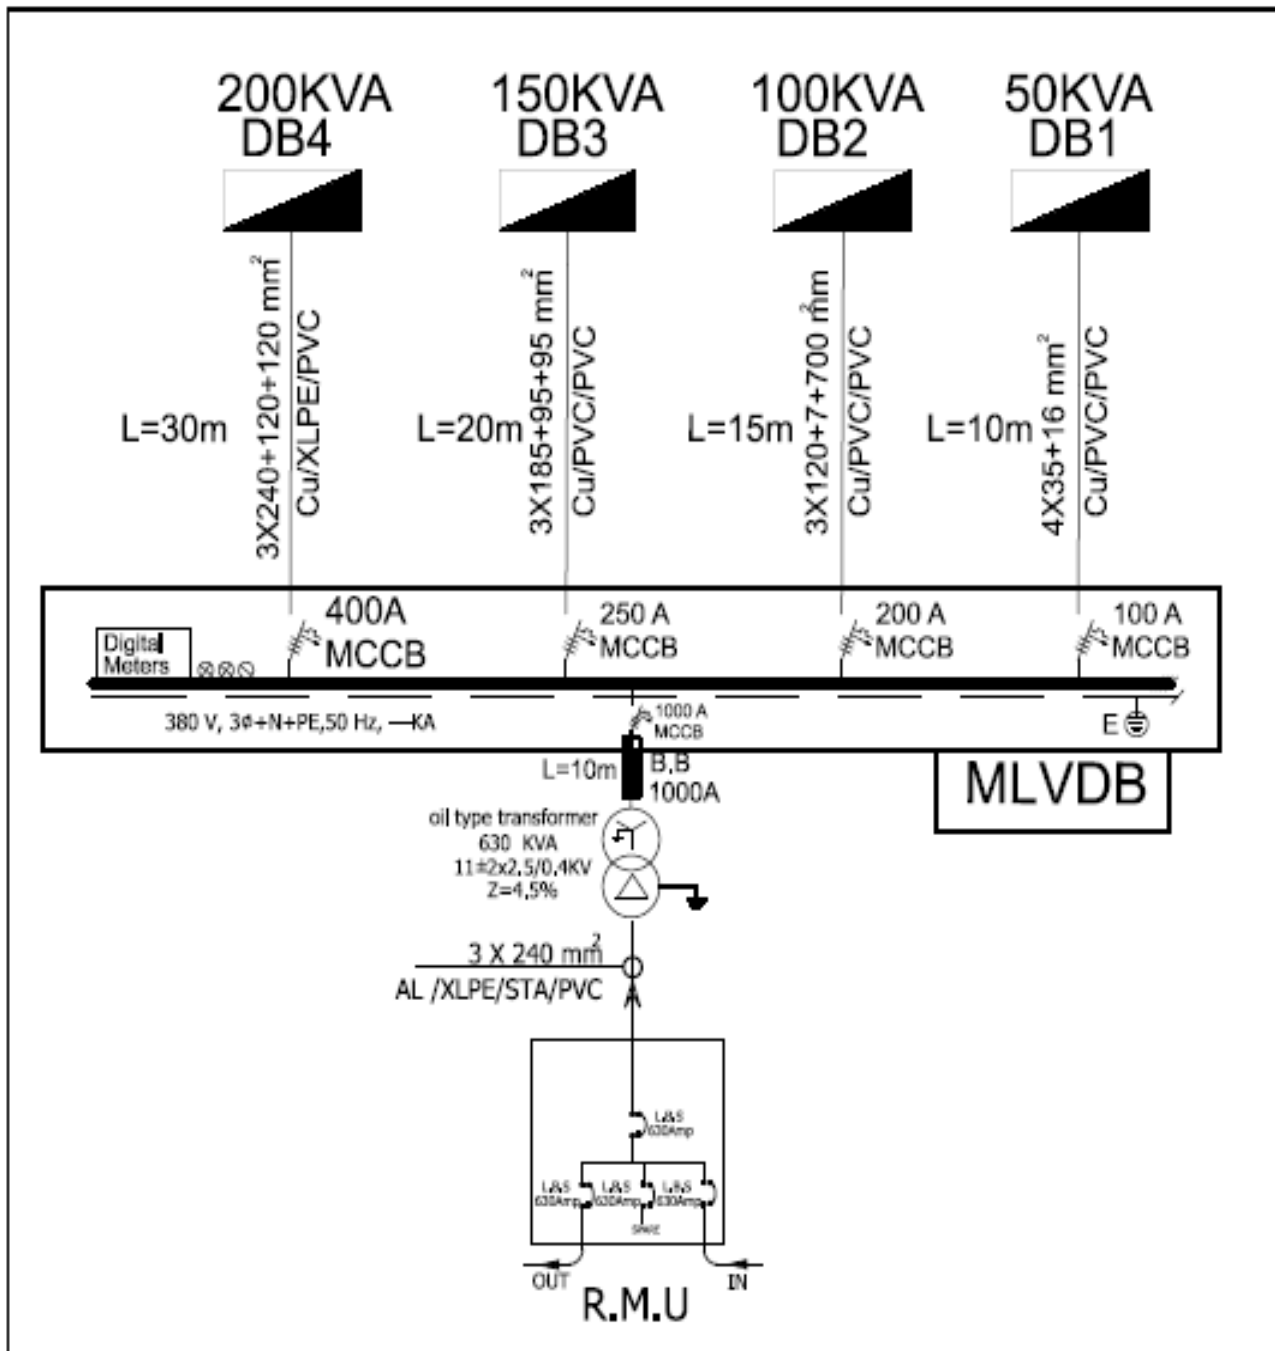 200KVA
DB4
150KVA
DB3
100KVA
DB2
50KVA
DB1
L=30m
3X240+120+120 mm²
Cu/XLPE/PVC
L=20m
3X185+95+95 mm²
Cu/PVC/PVC
L=15m
3X120+7+700 m²m
Cu/PVC/PVC
L=10m
4X35+16 mm²
Cu/PVC/PVC
Digital
Meters
400A
MCCB
250 A
MCCB
200 A
MCCB
100 A
MCCB
380 V, 3ø+N+PE,50 Hz, —KA
1000 A
MCCB
E
L=10m
B.B
1000A
MLVDB
oil type transformer
630 KVA
11±2x2.5/0.4KV
Z=4.5%
3 X 240 mm²
AL /XLPE/STA/PVC
L.B.S
630Amp
L.B.S
630Amp
L.B.S
630Amp
L.B.S
630Amp
SPARE
OUT
IN
R.M.U